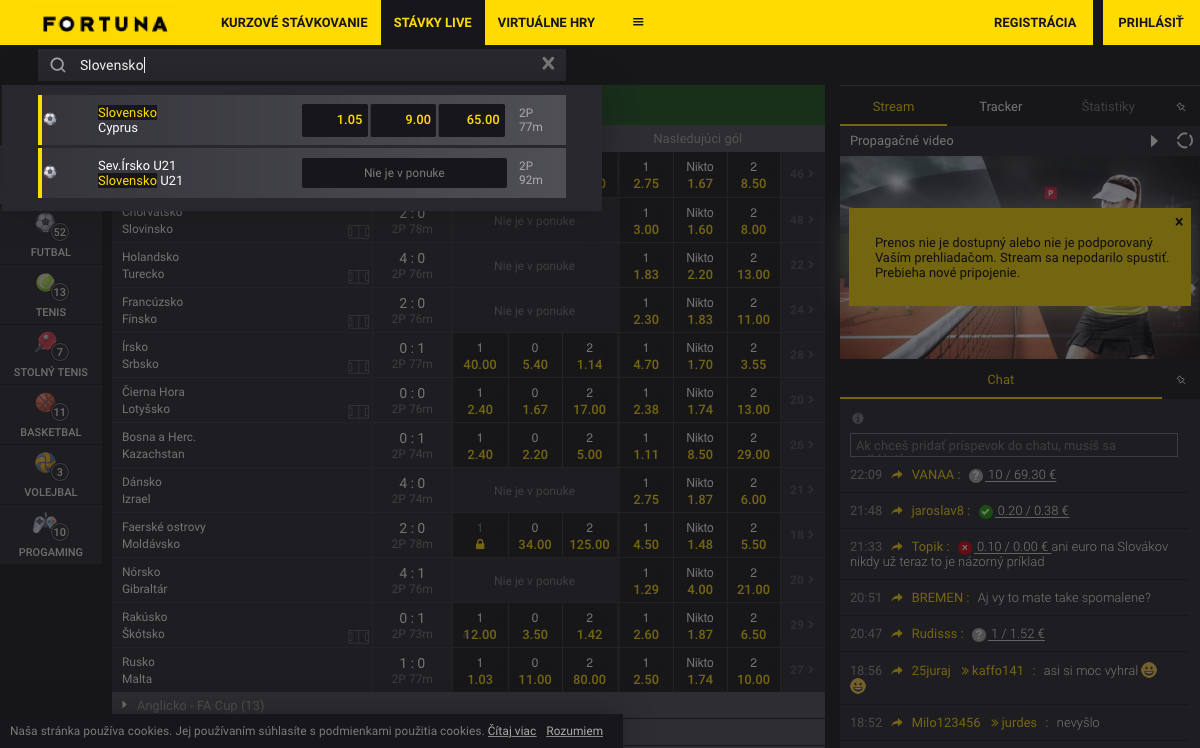 FORTUNA
KURZOVÉ STÁVKOVANIE STÁVKY LIVE VIRTUÁLNE HRY REGISTRÁCIA PRIHLÁSIŤ
Slovensko
Slovensko 1.05 9.00 65.00 2P
Cyprus 77m
Sev.Írsko U21 Nie je v ponuke 2P
Slovensko U21 92m
Stream Tracker Štatistiky
Propagačné video
Prenos nie je dostupný alebo nie je podporovaný
Vašim prehliadačom. Stream sa nepodarilo spustiť.
Prebieha nové pripojenie.
Nasledujúci gól
1 Nikto 2
2.75 1.67 8.50 46
Chorvátsko 2 : 0 Nie je v ponuke 1 Nikto 2
Slovinsko 2P 78m 3.00 1.60 8.00 48
Holandsko 4 : 0 Nie je v ponuke 1 Nikto 2
Turecko 2P 76m 1.83 2.20 13.00 22
Francúzsko 2 : 0 Nie je v ponuke 1 Nikto 2
Fínsko 2P 76m 2.30 1.83 11.00 24
Írsko 0 : 1 1 0 2 1 Nikto 2
Srbsko 2P 77m 40.00 5.40 1.14 4.70 1.70 3.55 28
Čierna Hora 0 : 0 1 0 2 1 Nikto 2
Lotyšsko 2P 76m 2.40 1.67 17.00 2.38 1.74 13.00 20
Bosna a Herc. 0 : 1 1 0 2 1 Nikto 2
Kazachstan 2P 74m 2.40 2.20 5.00 1.11 8.50 29.00 26
Dánsko 4 : 0 Nie je v ponuke 1 Nikto 2
Izrael 2P 74m 2.75 1.87 6.00 21
Faerské ostrovy 2 : 0 1 0 2 1 Nikto 2
Moldávsko 2P 78m 34.00 125.00 4.50 1.48 5.50 18
Nórsko 4 : 1 Nie je v ponuke 1 Nikto 2
Gibraltár 2P 76m 1.29 4.00 21.00 20
Rakúsko 0 : 1 1 0 2 1 Nikto 2
Škótsko 2P 73m 12.00 3.50 1.42 2.60 1.87 6.50 29
Rusko 1 : 0 1 0 2 1 Nikto 2
Malta 2P 77m 1.03 11.00 80.00 2.50 1.74 10.00 27
Anglicko - FA Cup (13)
52
FUTBAL
13
TENIS
7
STOLNÝ TENIS
11
BASKETBAL
3
VOLEJBAL
10
PROGAMING
Chat
Ak chceš pridať príspevok do chatu, musíš sa
22:09 VANAA : 10 / 69.30 €
21:48 jaroslav8 : 0.20 / 0.38 €
21:33 Topik : 0.10 / 0.00 € ani euro na Slovákov
nikdy už teraz to je názorný príklad
20:51 BREMEN : Aj vy to mate take spomalene?
20:47 Rudisss : 1 / 1.52 €
18:56 25juraj kaffo141 : asi si moc vyhral
18:52 Milo123456 jurdes : nevyšlo
Naša stránka používa cookies. Jej používaním súhlasíte s podmienkami použitia cookies. Čítaj viac Rozumiem